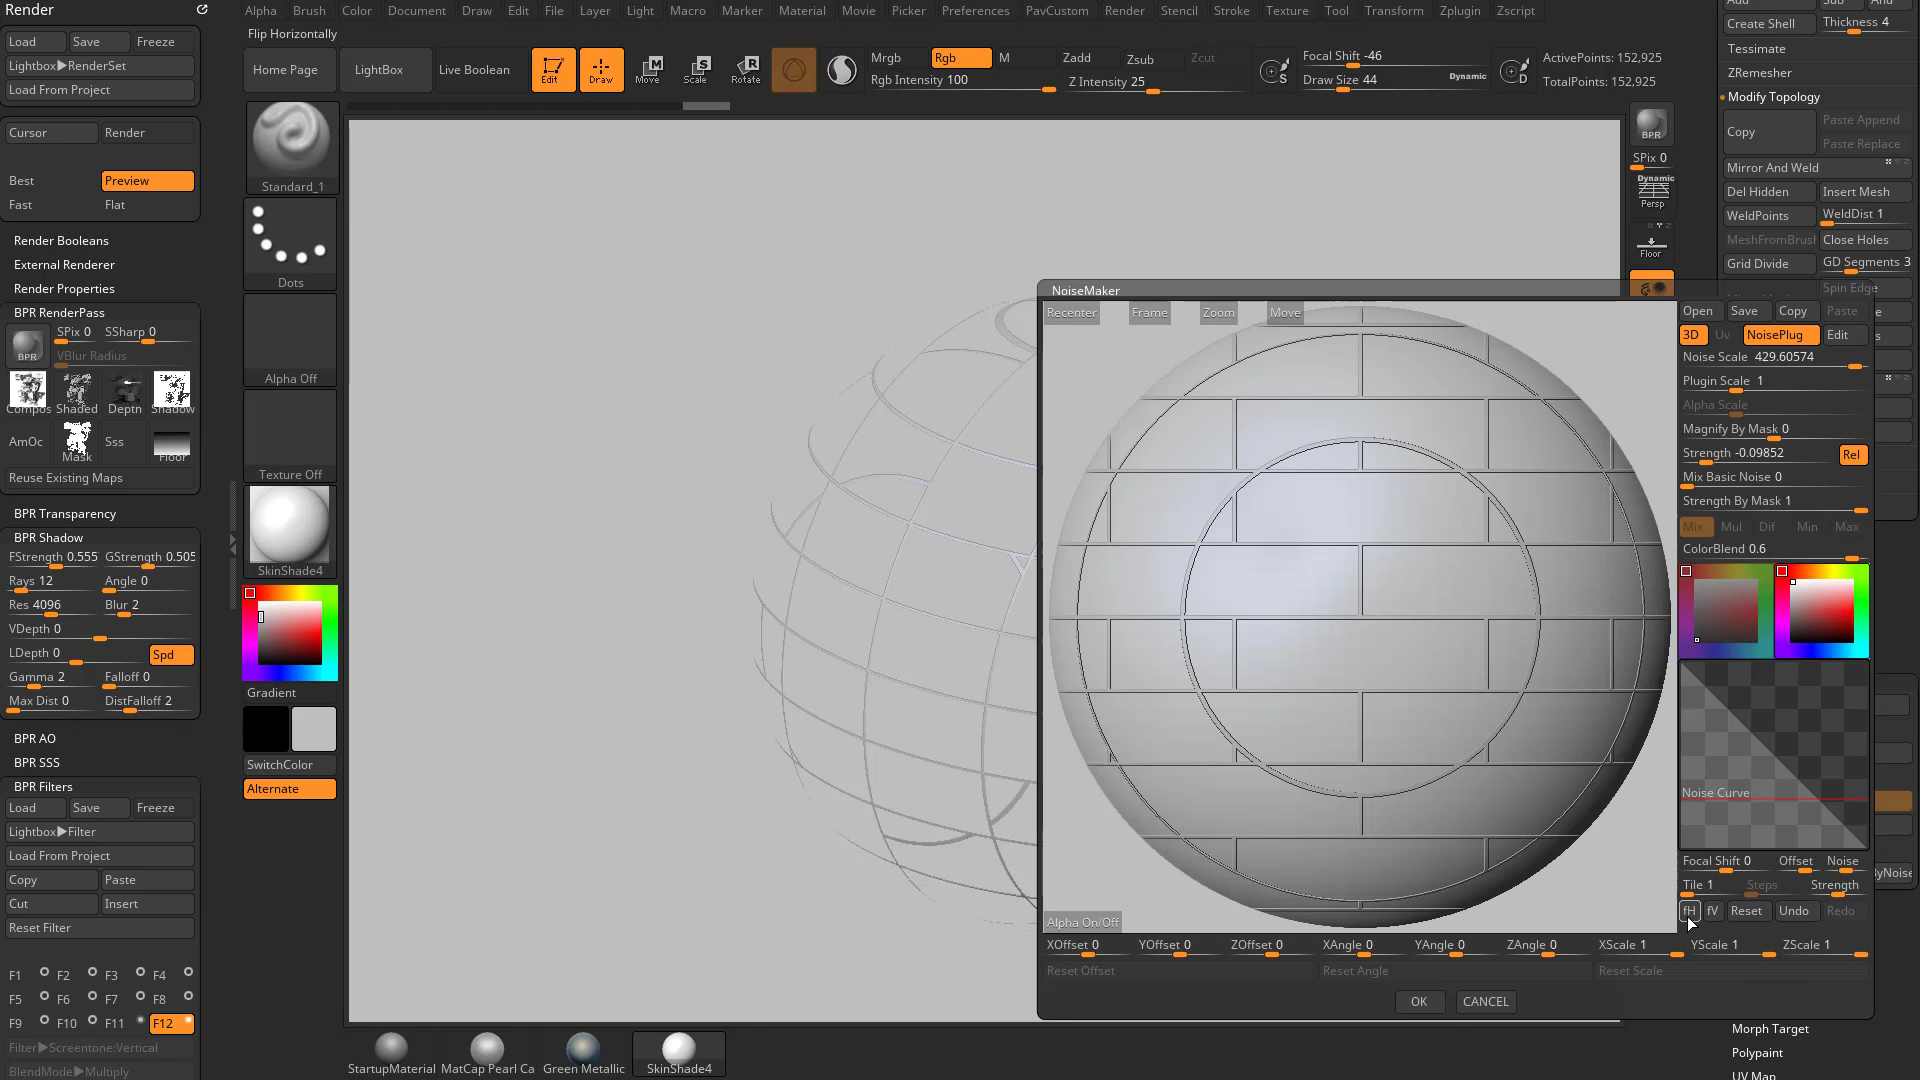 Render
Load Save Freeze
Lightbox▶RenderSet
Load From Project
Cursor Render
Best Preview
Fast Flat
Render Booleans
External Renderer
Render Properties
BPR RenderPass
BPR
SPix 0 SSharp 0
VBlur Radius
Compos Shaded Depth Shadow
AmOc Mask Sss Floor
Reuse Existing Maps
BPR Transparency
BPR Shadow
FStrength 0.555 GStrength 0.505
Rays 12 Angle 0
Res 4096 Blur 2
VDepth 0
LDepth 0 Spd
Gamma 2 Falloff 0
Max Dist 0 DistFalloff 2
BPR AO
BPR SSS
BPR Filters
Load Save Freeze
Lightbox▶Filter
Load From Project
Copy Paste
Cut Insert
Reset Filter
F1 F2 F3 F4
F5 F6 F7 F8
F9 F10 F11 F12
Filter▶Screentone:Vertical
BlendMode▶Multiply
Alpha Brush Color Document Draw Edit File Layer Light Macro Marker Material Movie Picker Preferences PavCustom Render Stencil Stroke Texture Tool Transform Zplugin Zscript
Flip Horizontally
Home Page LightBox Live Boolean Edit Draw Move Scale Rotate
M S R
Mrgb Rgb M Zadd Zsub Zcut
Rgb Intensity 100 Z Intensity 25
S
Focal Shift -46
Draw Size 44 Dynamic
D
ActivePoints: 152,925
TotalPoints: 152,925
Standard_1
Dots
Alpha Off
Texture Off
SkinShade4
Gradient
SwitchColor
Alternate
StartupMaterial MatCap Pearl Ca Green Metallic SkinShade4
BPR
SPix 0
Dynamic
Persp
Floor
NoiseMaker
Recenter Frame Zoom Move
Alpha On/Off
Open Save Copy Paste
3D Uv NoisePlug Edit
Noise Scale 429.60574
Plugin Scale 1
Alpha Scale
Magnify By Mask 0
Strength -0.09852 Rel
Mix Basic Noise 0
Strength By Mask 1
Mix Mul Dif Min Max
ColorBlend 0.6
Noise Curve
Focal Shift 0 Offset Noise
Tile 1 Steps Strength
fH fV Reset Undo Redo
XOffset 0 YOffset 0 ZOffset 0 XAngle 0 YAngle 0 ZAngle 0 XScale 1 YScale 1 ZScale 1
Reset Offset Reset Angle Reset Scale
OK CANCEL
Create Shell Thickness 4
Tessimate
ZRemesher
Modify Topology
Copy Paste Append
Paste Replace
Mirror And Weld
Del Hidden Insert Mesh
WeldPoints WeldDist 1
MeshFromBrush Close Holes
Grid Divide GD Segments 3
Spin Edge
ByNoise
Morph Target
Polypaint
UV Map